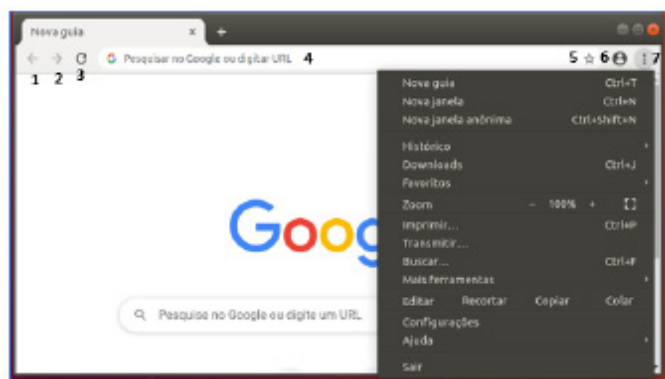 Nova guia x +
Pesquisar no Google ou digitar URL 4 5 6 7
1 2 3
Nova guia Ctrl+T
Nova janela Ctrl+N
Nova janela anônima Ctrl+Shift+N
Histórico
Downloads Ctrl+J
Favoritos
Zoom - 100% +
Imprimir... Ctrl+P
Transmitir...
Buscar... Ctrl+F
Mais ferramentas
Editar Recortar Copiar Colar
Configurações
Ajuda
Sair
Goog
Pesquise no Google ou digite um URL